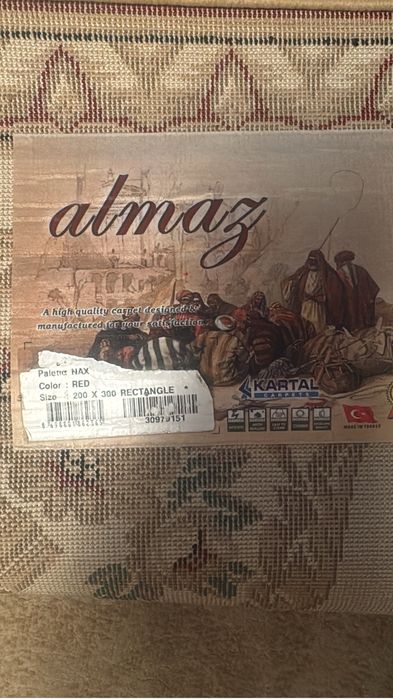 almaz
A high quality carpet designed &
manufactured for your satisfaction.
Palette NAX
Color : RED
Size : 200 X 300 RECTANGLE *
30979151
KARTAL
CARPETS
MADE IN TURKEY